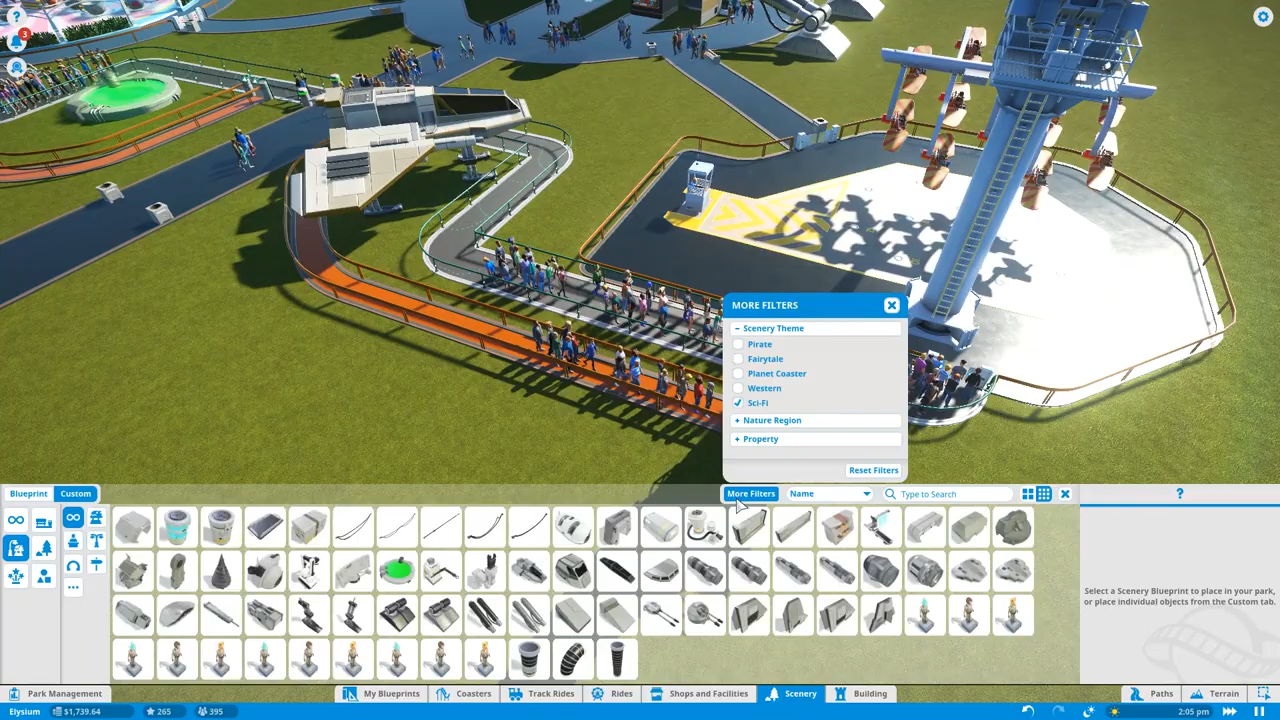 ?
3
MORE FILTERS
− Scenery Theme
Pirate
Fairytale
Planet Coaster
Western
Sci-Fi
+ Nature Region
+ Property
Reset Filters
Blueprint
Custom
More Filters
Name
Type to Search
?
Select a Scenery Blueprint to place in your park,
or place individual objects from the Custom tab.
Park Management
My Blueprints
Coasters
Track Rides
Rides
Shops and Facilities
Scenery
Building
Paths
Terrain
Elysium
$1,739.64
265
395
2:05 pm